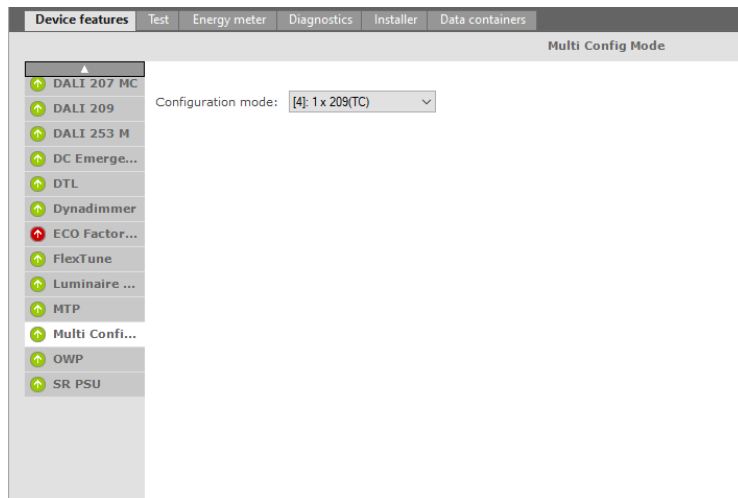 Device features Test Energy meter Diagnostics Installer Data containers
Multi Config Mode
DALI 207 MC
DALI 209
DALI 253 M
DC Emerge...
DTL
Dynadimmer
ECO Factor...
FlexTune
Luminaire ...
MTP
Multi Confi...
OWP
SR PSU
Configuration mode: [4]: 1 x 209(TC)